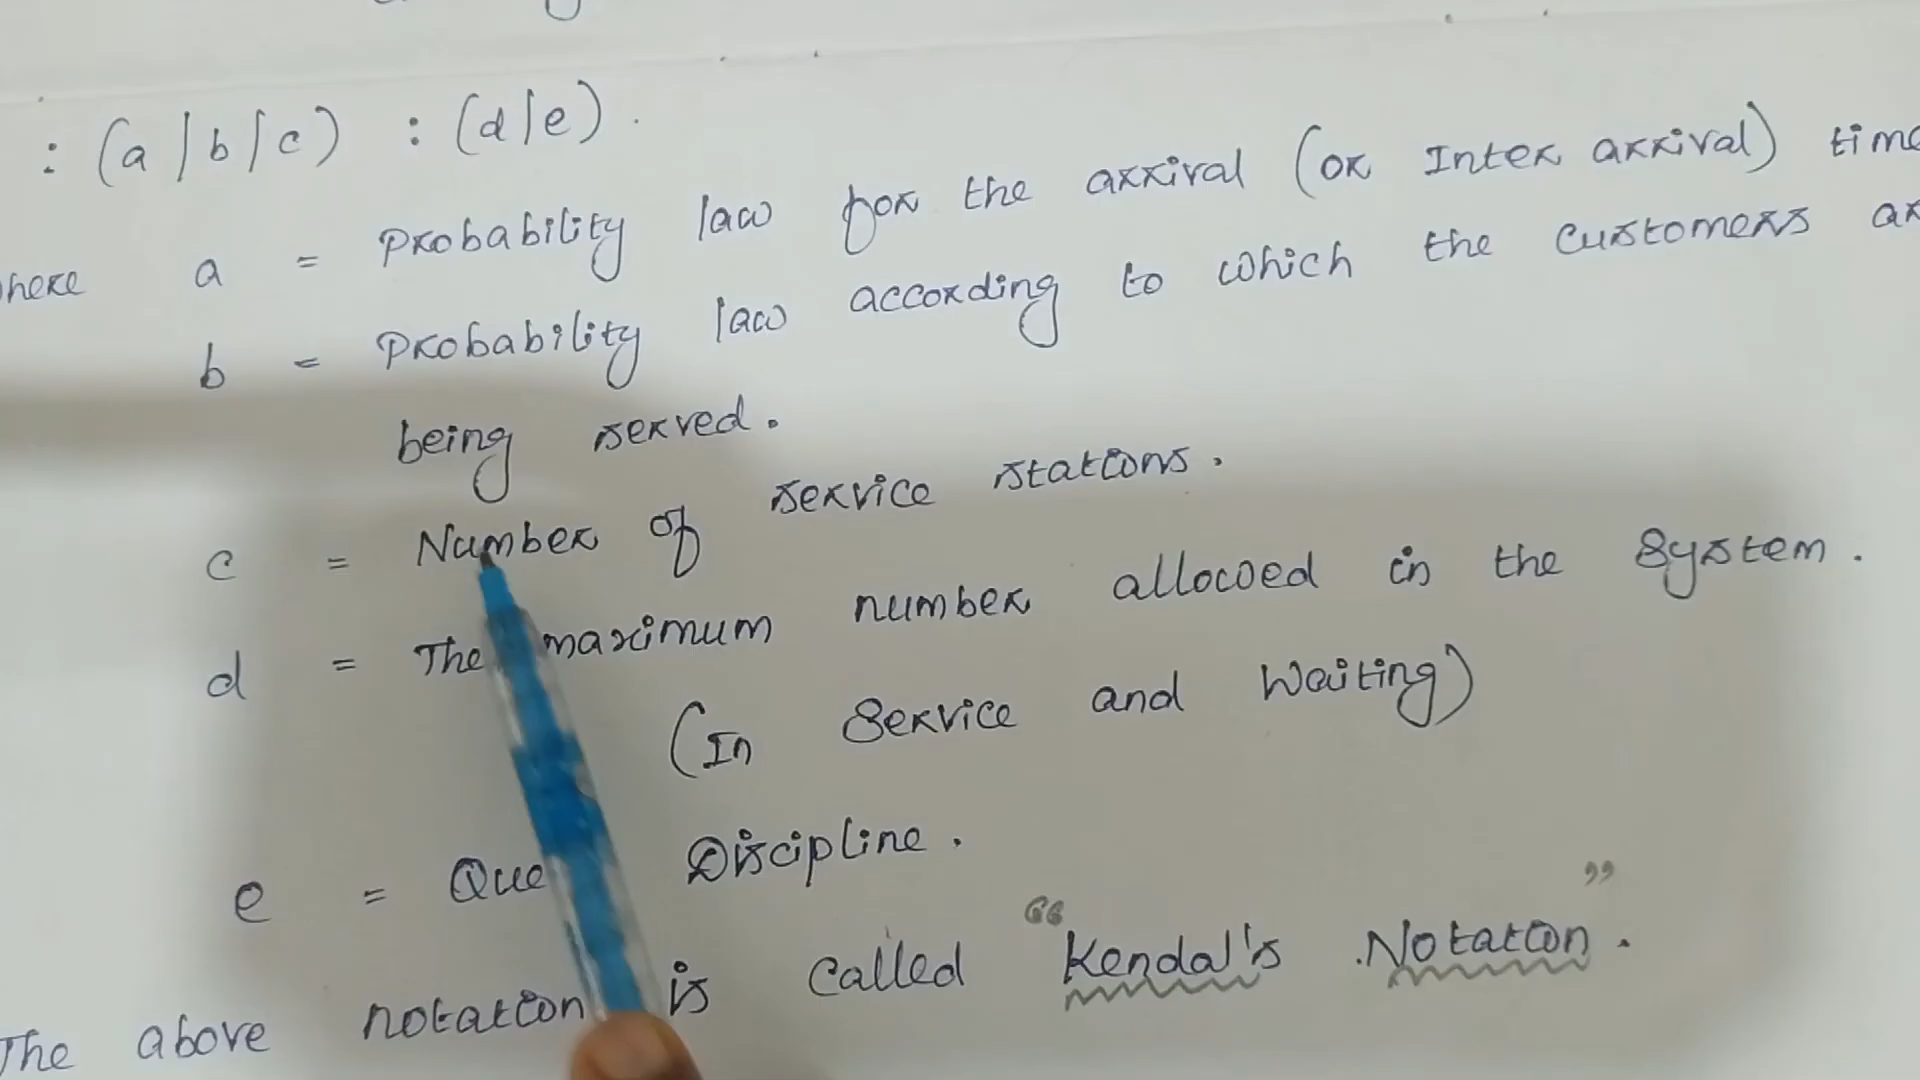 : (a/b/c) : (d/e).
here a = Probability law for the arrival (or Inter arrival) time
b = Probability law according to which the customers ar
being served.
c = Number of service stations.
d = The maximum number allowed in the System.
(In Service and Waiting)
e = Que Discipline.
The above notation is called "Kendal's Notation".